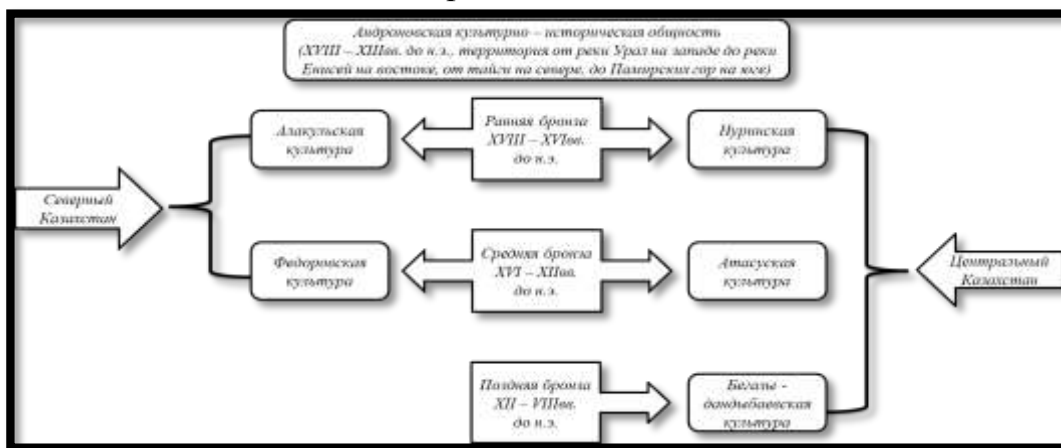 Андроновская культурно – историческая общность
(XVIII – XIIIвв. до н.э., территория от реки Урал на западе до реки
Енисей на востоке, от тайги на севере, до Памирских гор на юге)
Алакульская
культура
Ранняя бронза
XVIII – XVIвв.
до н.э.
Нуринская
культура
Северный
Казахстан
Федоровская
культура
Средняя бронза
XVI – XIIвв.
до н.э.
Атасуская
культура
Центральный
Казахстан
Поздняя бронза
XII – VIIIвв.
до н.э.
Бегазы -
дандыбаевская
культура